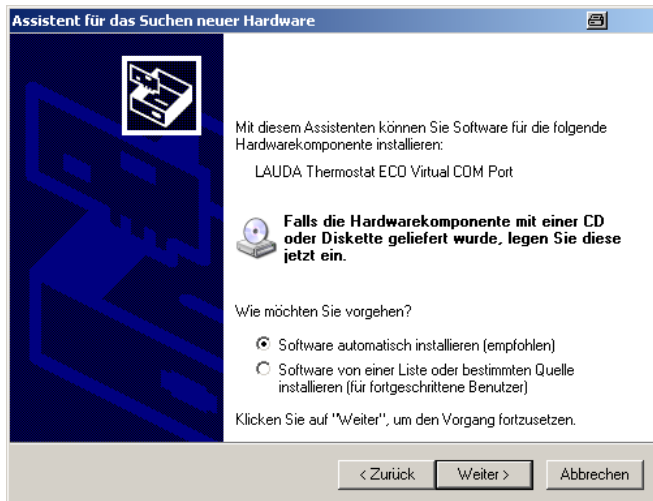 Assistent für das Suchen neuer Hardware
Mit diesem Assistenten können Sie Software für die folgende
Hardwarekomponente installieren:
LAUDA Thermostat ECO Virtual COM Port
Falls die Hardwarekomponente mit einer CD
oder Diskette geliefert wurde, legen Sie diese
jetzt ein.
Wie möchten Sie vorgehen?
Software automatisch installieren (empfohlen)
Software von einer Liste oder bestimmten Quelle
installieren (für fortgeschrittene Benutzer)
Klicken Sie auf "Weiter", um den Vorgang fortzusetzen.
< Zurück Weiter > Abbrechen